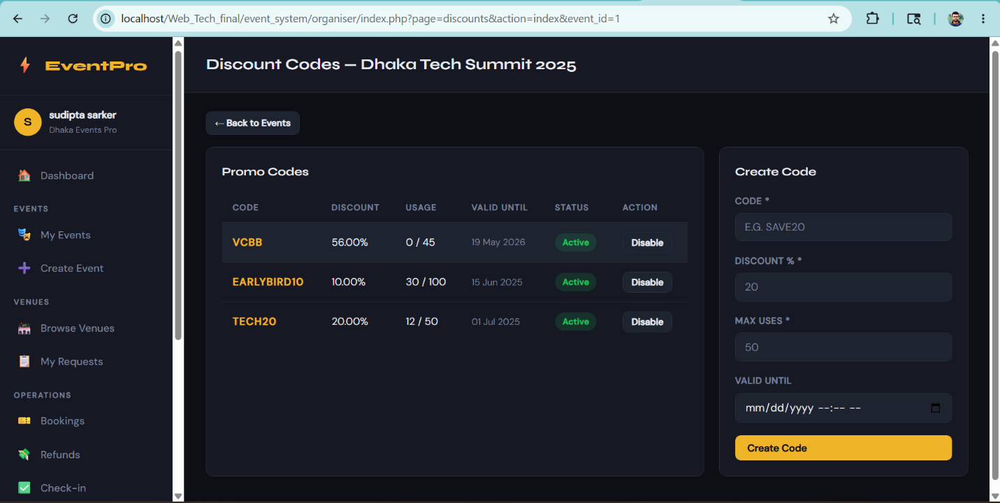 localhost/Web_Tech_final/event_system/organiser/index.php?page=discounts&action=index&event_id=1
EventPro
S
sudipta sarker
Dhaka Events Pro
Dashboard
EVENTS
My Events
Create Event
VENUES
Browse Venues
My Requests
OPERATIONS
Bookings
Refunds
Check-in
Discount Codes — Dhaka Tech Summit 2025
← Back to Events
Promo Codes
CODE DISCOUNT USAGE VALID UNTIL STATUS ACTION
VCBB 56.00% 0 / 45 19 May 2026 Active Disable
EARLYBIRD10 10.00% 30 / 100 15 Jun 2025 Active Disable
TECH20 20.00% 12 / 50 01 Jul 2025 Active Disable
Create Code
CODE *
E.G. SAVE20
DISCOUNT % *
20
MAX USES *
50
VALID UNTIL
mm/dd/yyyy --:-- --
Create Code